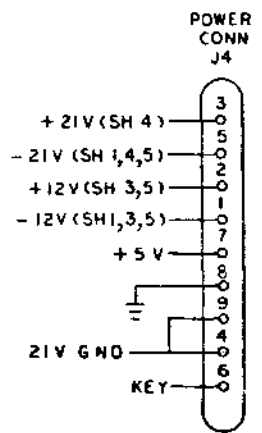 POWER
CONN
J4
3
+21V(SH 4)
5
-21V(SH 1,4,5)
2
+12V(SH 3,5)
1
-12V(SH1,3,5)
7
+5V
8
9
4
21V GND
6
KEY